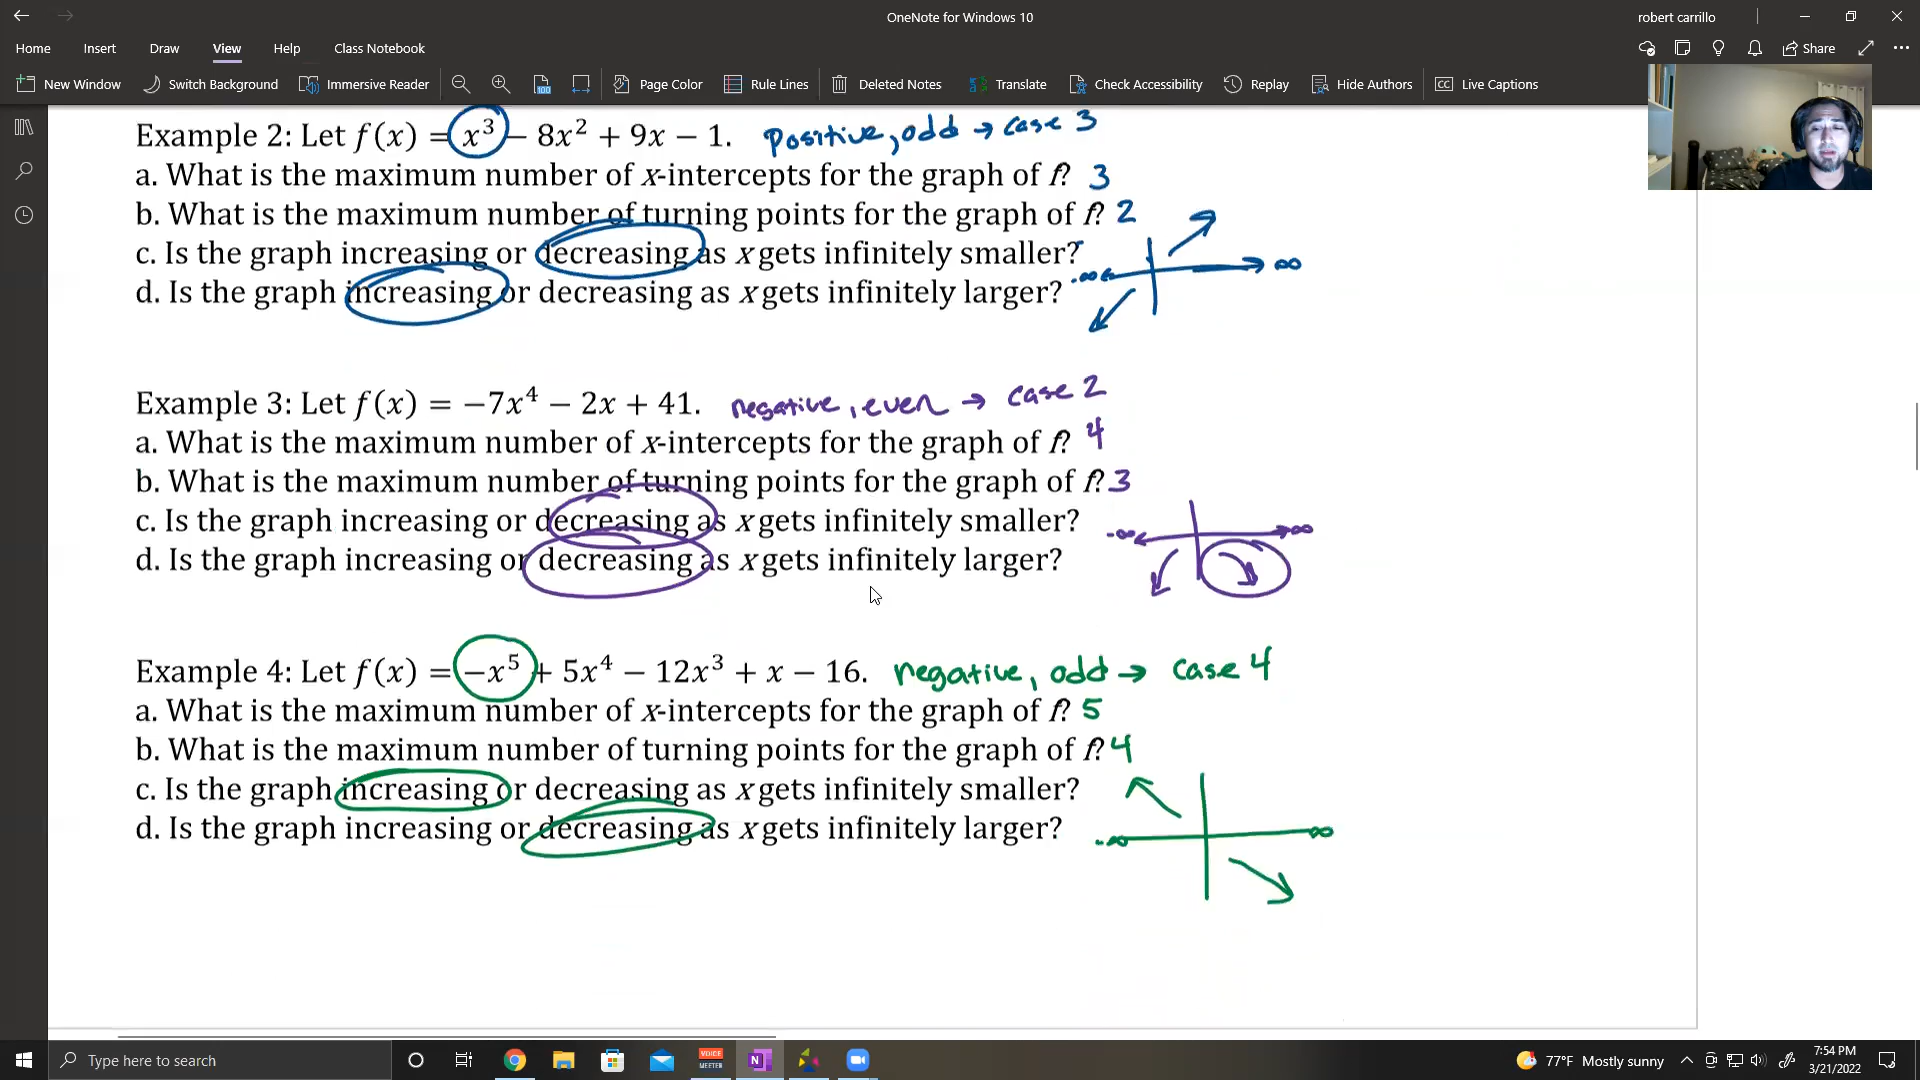 OneNote for Windows 10
robert carrillo
Home Insert Draw View Help Class Notebook
Share
New Window Switch Background Immersive Reader 100 Page Color Rule Lines Deleted Notes Translate Check Accessibility Replay Hide Authors CC Live Captions
Example 2: Let f(x) = x³ − 8x² + 9x − 1. positive, odd → case 3
a. What is the maximum number of x-intercepts for the graph of f? 3
b. What is the maximum number of turning points for the graph of f? 2
c. Is the graph increasing or decreasing as x gets infinitely smaller?
-∞ ∞
d. Is the graph increasing or decreasing as x gets infinitely larger?
Example 3: Let f(x) = −7x⁴ − 2x + 41. negative, even → case 2
a. What is the maximum number of x-intercepts for the graph of f? 4
b. What is the maximum number of turning points for the graph of f? 3
c. Is the graph increasing or decreasing as x gets infinitely smaller?
-∞ ∞
d. Is the graph increasing or decreasing as x gets infinitely larger?
Example 4: Let f(x) = −x⁵ + 5x⁴ − 12x³ + x − 16. negative, odd → case 4
a. What is the maximum number of x-intercepts for the graph of f? 5
b. What is the maximum number of turning points for the graph of f? 4
c. Is the graph increasing or decreasing as x gets infinitely smaller?
d. Is the graph increasing or decreasing as x gets infinitely larger?
-∞ ∞
Type here to search
VOICE
MEETER
N
77°F Mostly sunny
7:54 PM
3/21/2022